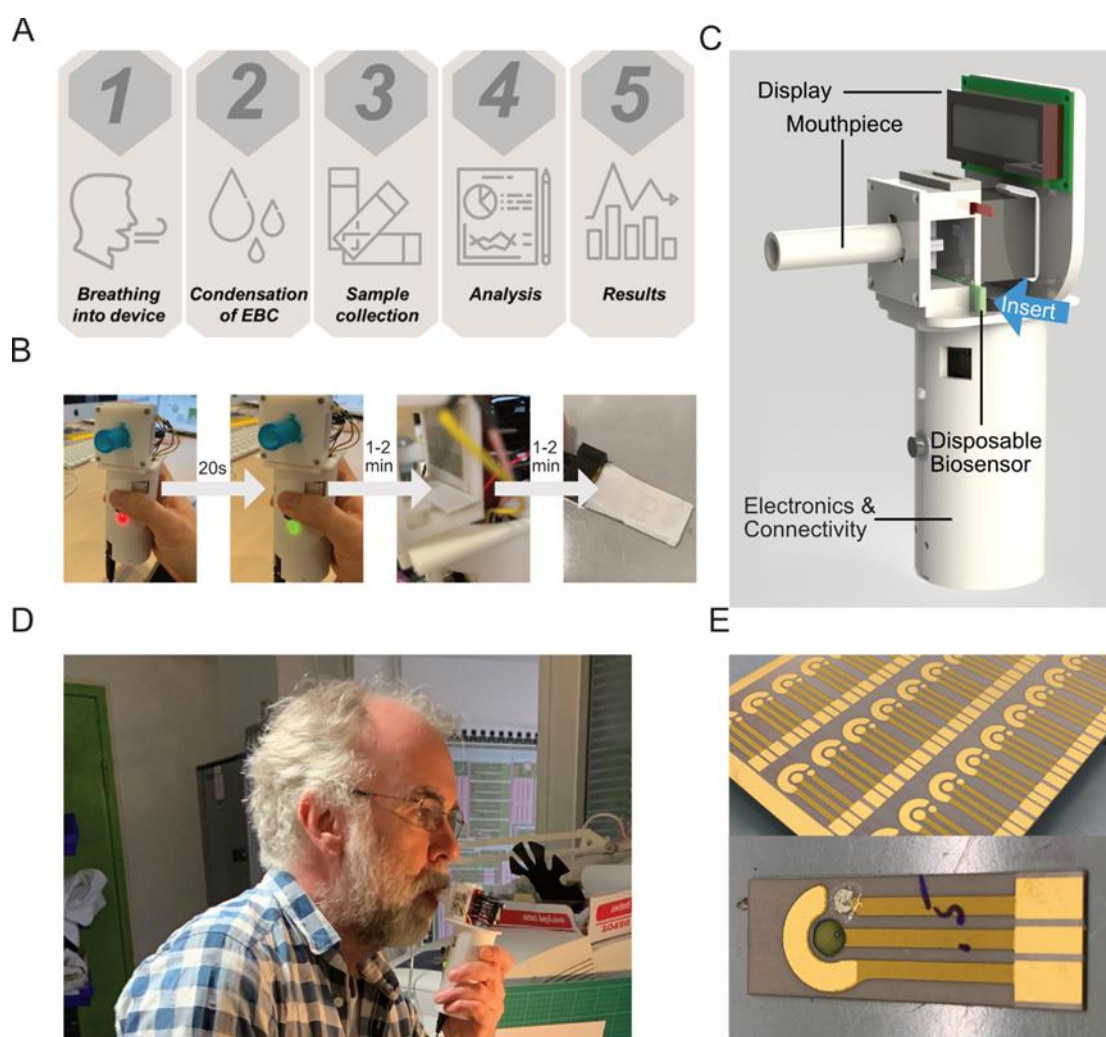 A
1
2
3
4
5
Breathing
into device
Condensation
of EBC
Sample
collection
Analysis
Results
B
20s
1-2
min
1-2
min
C
Display
Mouthpiece
Insert
Disposable
Biosensor
Electronics &
Connectivity
D
E